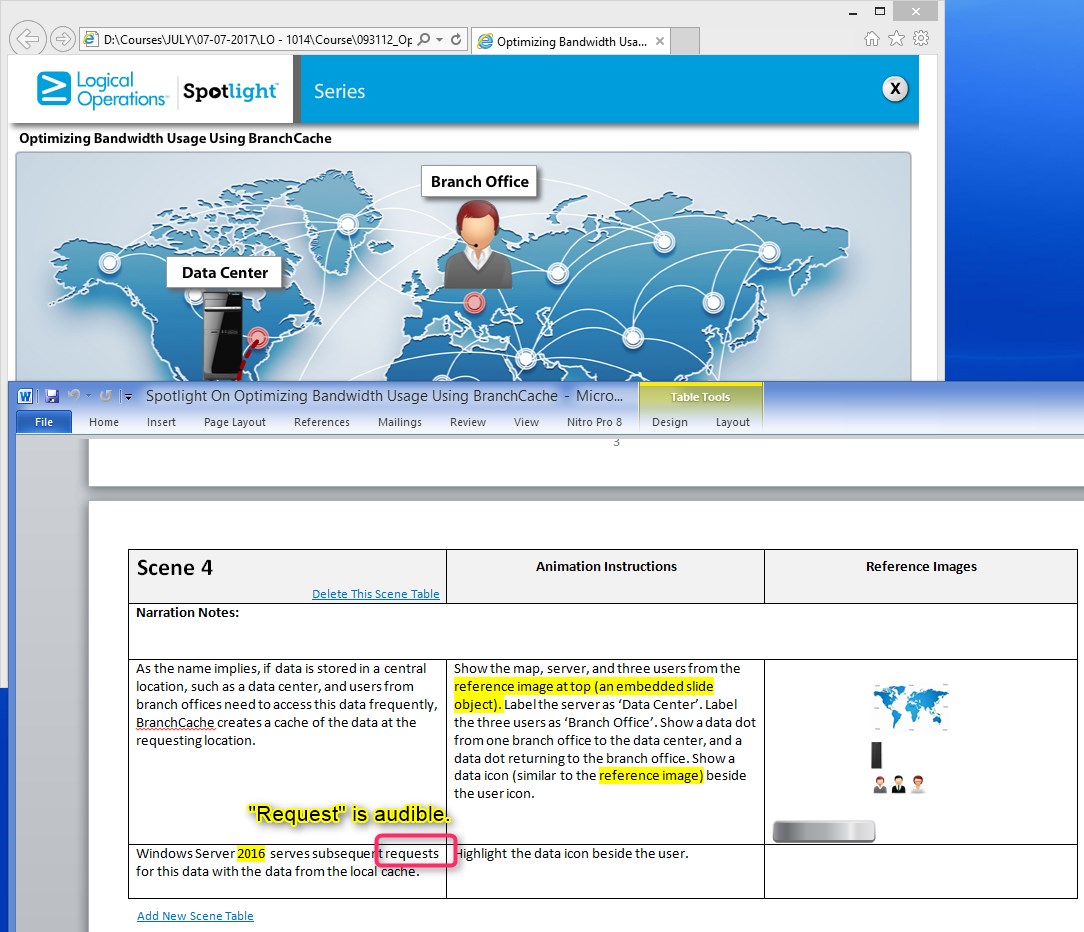 D:\Courses\JULY\07-07-2017\LO - 1014\Course\093112_Op
Optimizing Bandwidth Usa...
Logical
Operations™
Spotlight™
Series
X
Optimizing Bandwidth Usage Using BranchCache
Branch Office
Data Center
Spotlight On Optimizing Bandwidth Usage Using BranchCache - Micro...
Table Tools
File Home Insert Page Layout References Mailings Review View Nitro Pro 8 Design Layout
3
Scene 4
Delete This Scene Table
Animation Instructions
Reference Images
Narration Notes:
As the name implies, if data is stored in a central
location, such as a data center, and users from
branch offices need to access this data frequently,
BranchCache creates a cache of the data at the
requesting location.
Show the map, server, and three users from the
reference image at top (an embedded slide
object). Label the server as ‘Data Center’. Label
the three users as ‘Branch Office’. Show a data dot
from one branch office to the data center, and a
data dot returning to the branch office. Show a
data icon (similar to the reference image) beside
the user icon.
"Request" is audible.
Windows Server 2016 serves subsequent requests
for this data with the data from the local cache.
Highlight the data icon beside the user.
Add New Scene Table